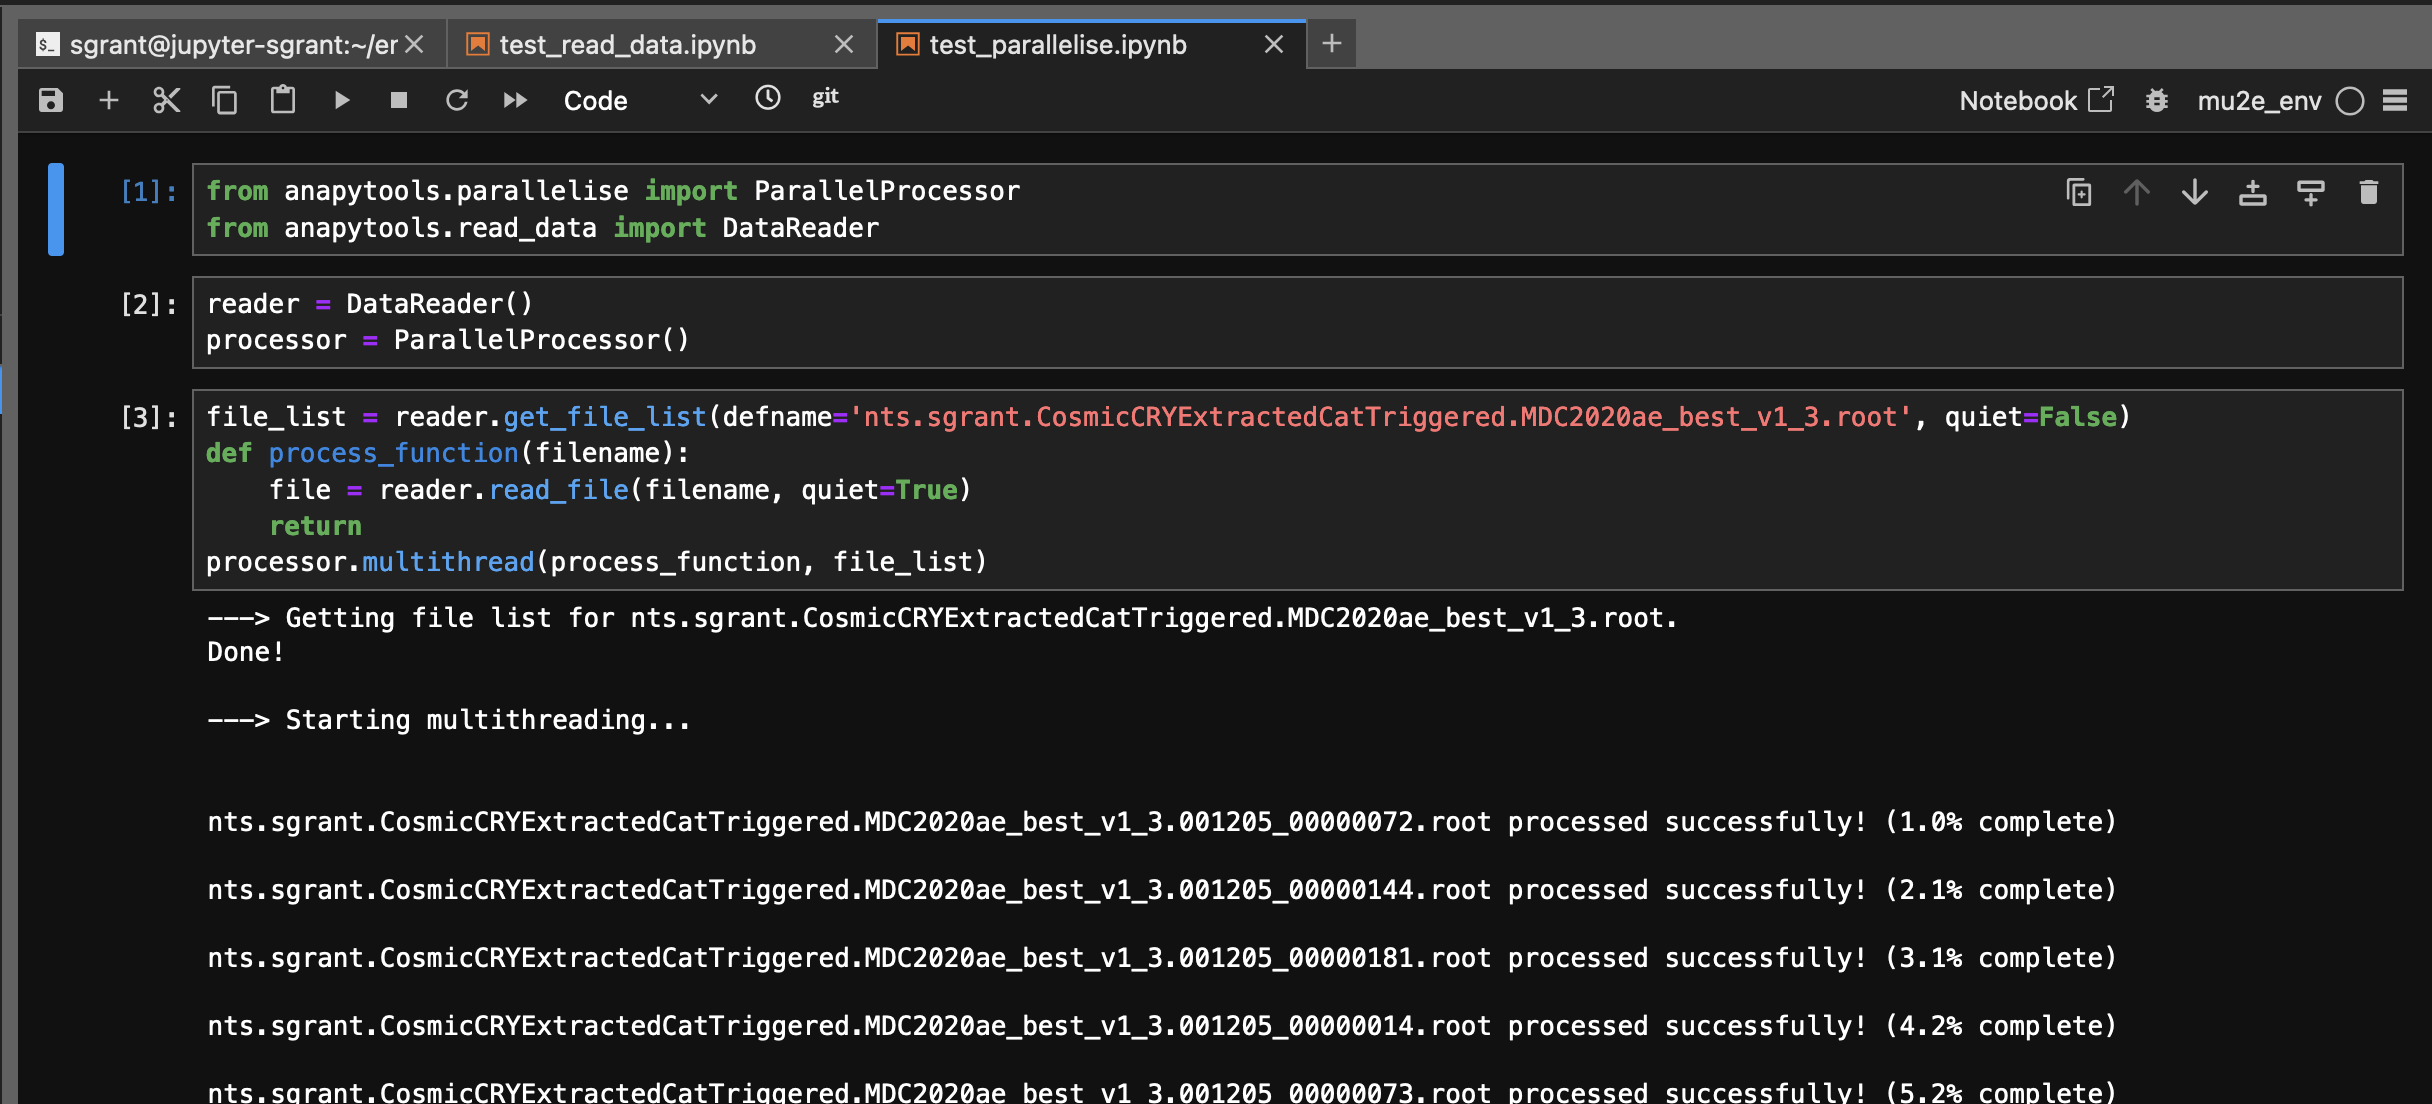 sgrant@jupyter-sgrant:~/er
test_read_data.ipynb
test_parallelise.ipynb
Code
git
Notebook
mu2e_env
[1]:
from anapytools.parallelise import ParallelProcessor
from anapytools.read_data import DataReader
[2]:
reader = DataReader()
processor = ParallelProcessor()
[3]:
file_list = reader.get_file_list(defname='nts.sgrant.CosmicCRYExtractedCatTriggered.MDC2020ae_best_v1_3.root', quiet=False)
def process_function(filename):
    file = reader.read_file(filename, quiet=True)
    return
processor.multithread(process_function, file_list)
---> Getting file list for nts.sgrant.CosmicCRYExtractedCatTriggered.MDC2020ae_best_v1_3.root.
Done!
---> Starting multithreading...
nts.sgrant.CosmicCRYExtractedCatTriggered.MDC2020ae_best_v1_3.001205_00000072.root processed successfully! (1.0% complete)
nts.sgrant.CosmicCRYExtractedCatTriggered.MDC2020ae_best_v1_3.001205_00000144.root processed successfully! (2.1% complete)
nts.sgrant.CosmicCRYExtractedCatTriggered.MDC2020ae_best_v1_3.001205_00000181.root processed successfully! (3.1% complete)
nts.sgrant.CosmicCRYExtractedCatTriggered.MDC2020ae_best_v1_3.001205_00000014.root processed successfully! (4.2% complete)
nts.sgrant.CosmicCRYExtractedCatTriggered.MDC2020ae_best_v1_3.001205_00000073.root processed successfully! (5.2% complete)